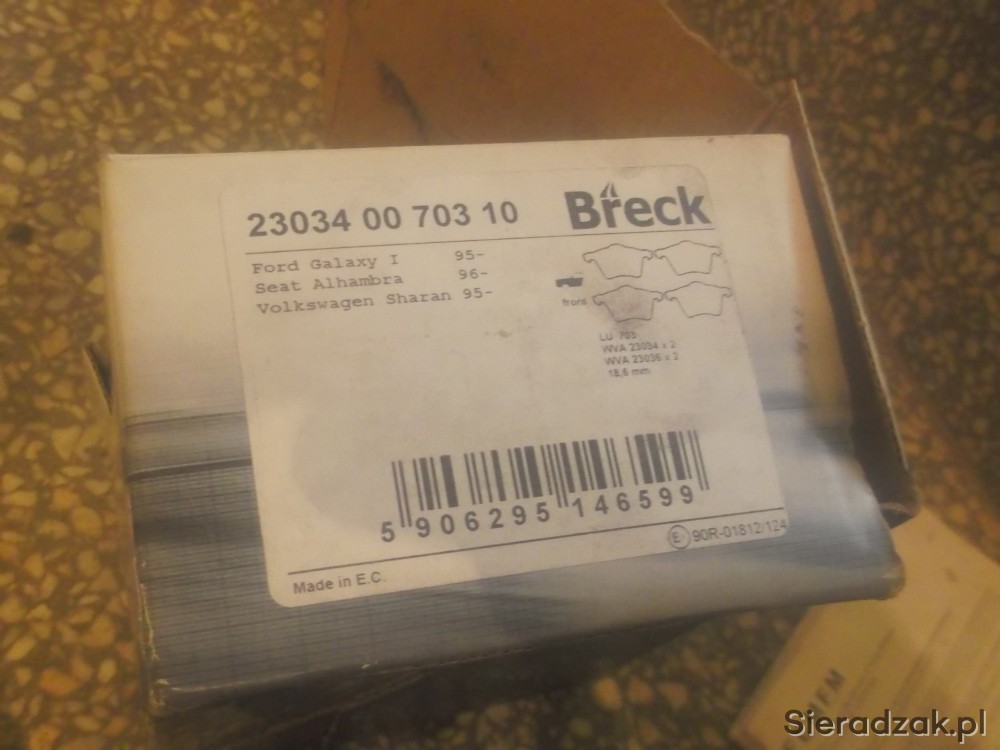 23034 00 703 10
Breck
Ford Galaxy I 95-
Seat Alhambra 96-
Volkswagen Sharan 95-
front
LU 703
WVA 23034 x 2
WVA 23036 x 2
18,6 mm
5 906295 146599
E 90R-01812/124
Made in E.C.
Sieradzak.pl